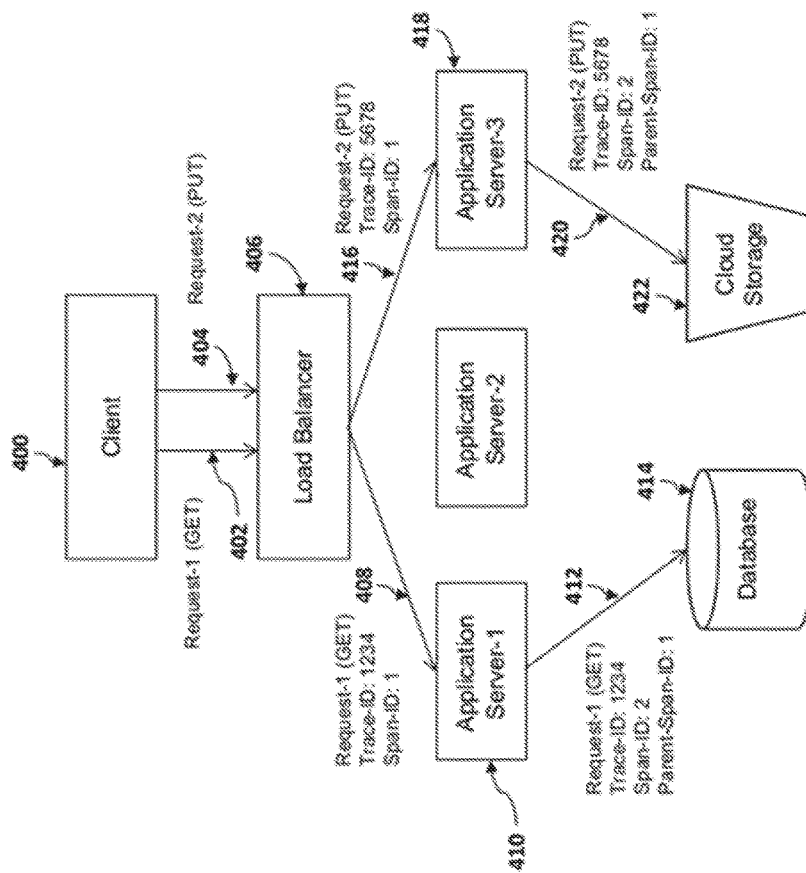 400
Client
Request-1 (GET)
402
404
Request-2 (PUT)
406
Load Balancer
Request-1 (GET)
Trace-ID: 1234
Span-ID: 1
408
416
Request-2 (PUT)
Trace-ID: 5678
Span-ID: 1
410
Application
Server-1
Application
Server-2
418
Application
Server-3
Request-1 (GET)
Trace-ID: 1234
Span-ID: 2
Parent-Span-ID: 1
412
414
Database
420
Request-2 (PUT)
Trace-ID: 5678
Span-ID: 2
Parent-Span-ID: 1
422
Cloud
Storage